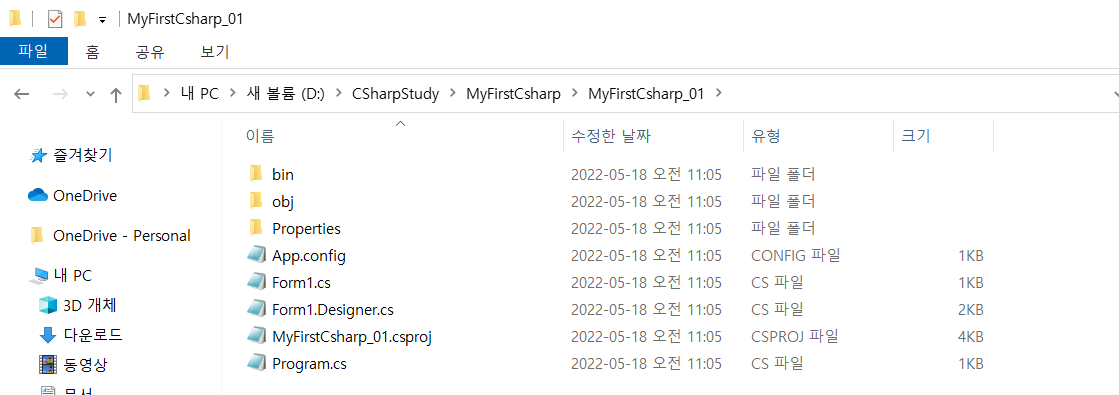 MyFirstCsharp_01
파일 홈 공유 보기
내 PC > 새 볼륨 (D:) > CSharpStudy > MyFirstCsharp > MyFirstCsharp_01 >
이름 수정한 날짜 유형 크기
즐겨찾기
OneDrive
OneDrive - Personal
내 PC
3D 개체
다운로드
동영상
문서
bin 2022-05-18 오전 11:05 파일 폴더
obj 2022-05-18 오전 11:05 파일 폴더
Properties 2022-05-18 오전 11:05 파일 폴더
App.config 2022-05-18 오전 11:05 CONFIG 파일 1KB
Form1.cs 2022-05-18 오전 11:05 CS 파일 1KB
Form1.Designer.cs 2022-05-18 오전 11:05 CS 파일 2KB
MyFirstCsharp_01.csproj 2022-05-18 오전 11:05 CSPROJ 파일 4KB
Program.cs 2022-05-18 오전 11:05 CS 파일 1KB